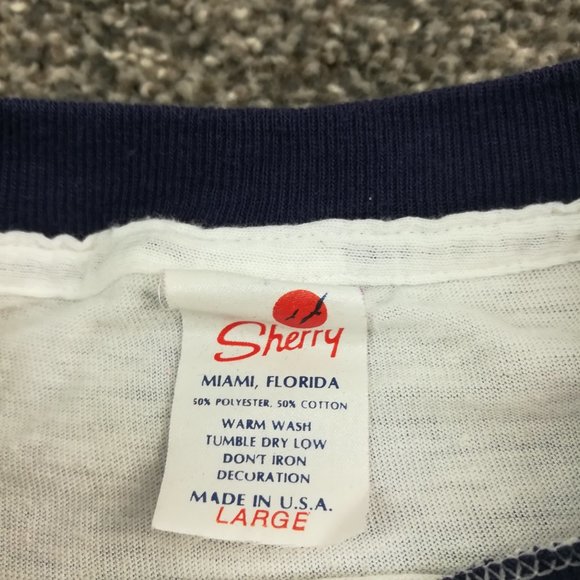 Sherry
MIAMI, FLORIDA
50% POLYESTER, 50% COTTON
WARM WASH
TUMBLE DRY LOW
DON'T IRON
DECORATION
MADE IN U.S.A.
LARGE